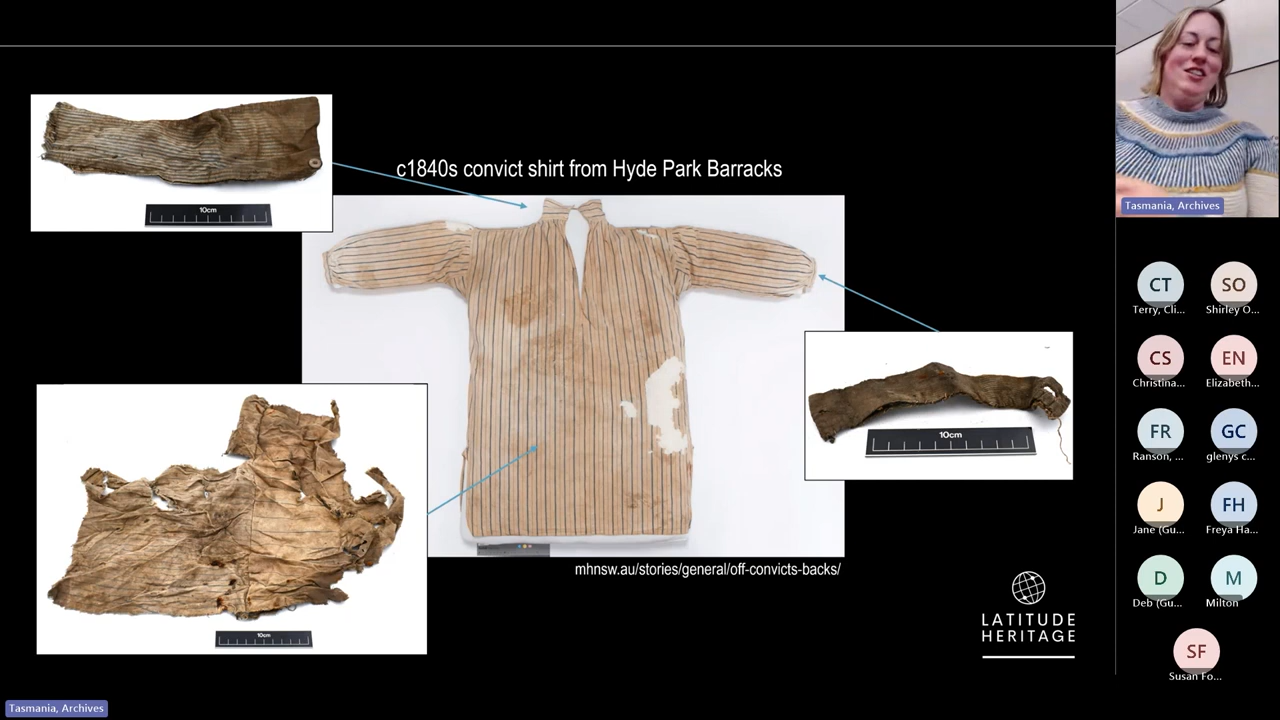 10cm
c1840s convict shirt from Hyde Park Barracks
10cm
10cm
mhnsw.au/stories/general/off-convicts-backs/
LATITUDE
HERITAGE
Tasmania, Archives
CT
Terry, Cli...
SO
Shirley O...
CS
Christina...
EN
Elizabeth...
FR
Ranson, ...
GC
glenys c...
J
Jane (Gu...
FH
Freya Ha...
D
Deb (Gu...
M
Milton
SF
Susan Fo...
Tasmania, Archives